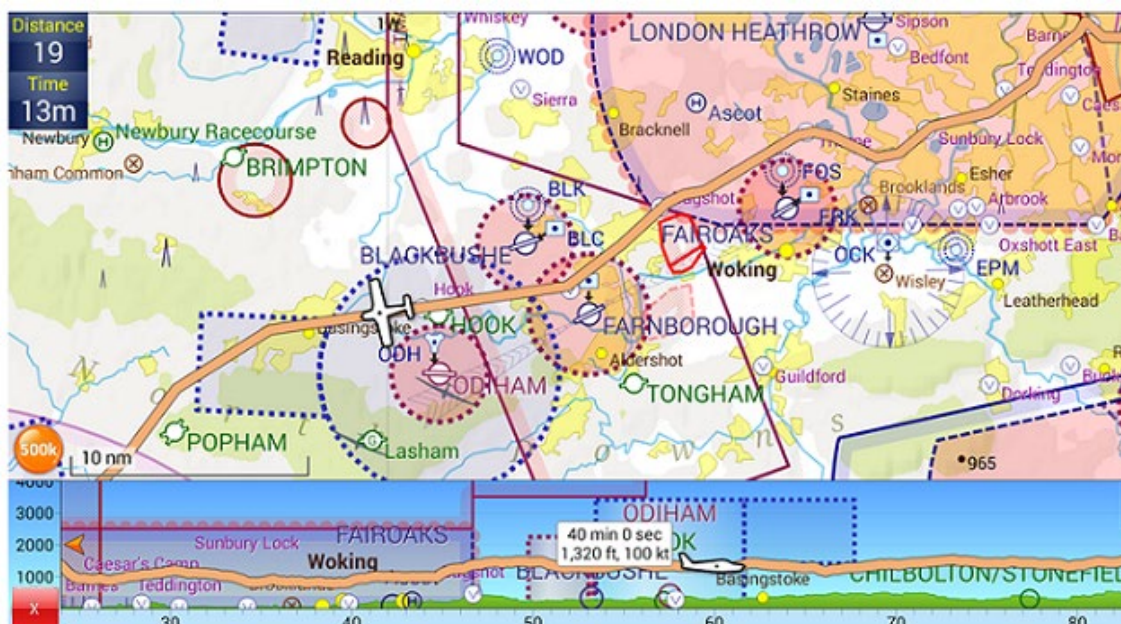 Distance
19
Time
13m
Whiskey
LONDON HEATHROW
Sipson
Bedfont
Reading
WOD
Sierra
Staines
Ascot
Bracknell
Newbury
Newbury Racecourse
Sunbury Lock
BRIMPTON
BLK
FOS
Esher
Brooklands
Arbrook
FRK
BLC
FAIROAKS
BLACKBUSHE
Oxshott East
OCK
Woking
EPM
Wisley
Hook
Leatherhead
Basingstoke
HOOK
FARNBOROUGH
ODH
Aldershot
ODIHAM
TONGHAM
Guildford
Dorking
POPHAM
Lasham
G
500k
10 nm
965
4000
3000
2000
1000
ODIHAM
FAIROAKS
40 min 0 sec
1,320 ft, 100 kt
Sunbury Lock
Woking
Caesar's Camp
Teddington
BLACKBUSHE
Basingstoke
X
30
40
50
60
70
80